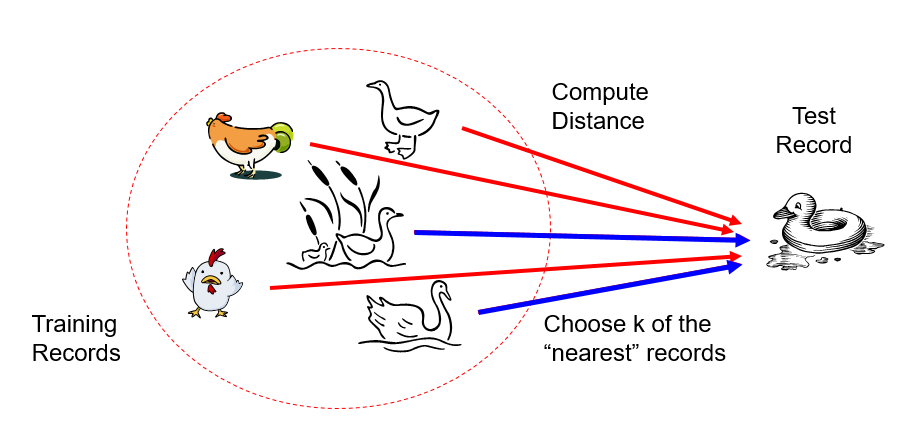 Compute
Distance
Test
Record
Training
Records
Choose k of the
“nearest” records